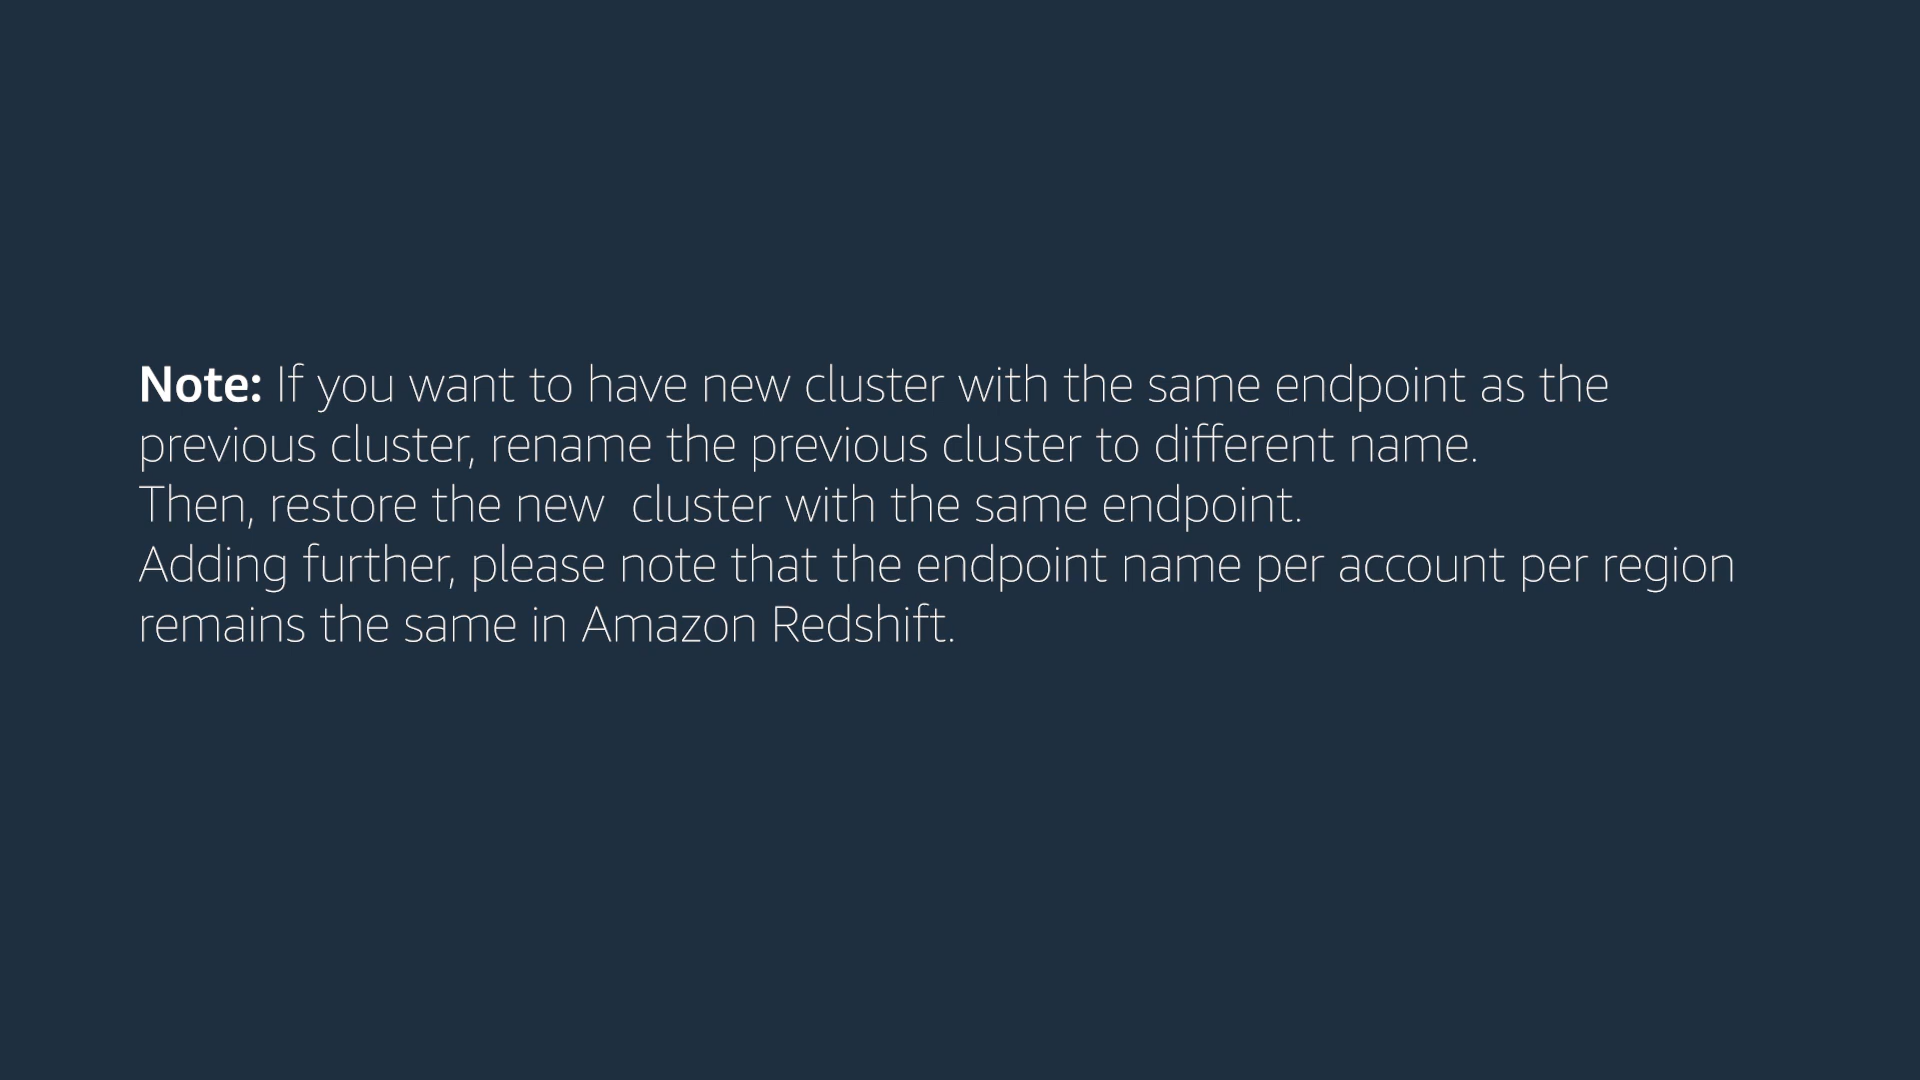 Note: If you want to have new cluster with the same endpoint as the
previous cluster, rename the previous cluster to different name.
Then, restore the new  cluster with the same endpoint.
Adding further, please note that the endpoint name per account per region
remains the same in Amazon Redshift.